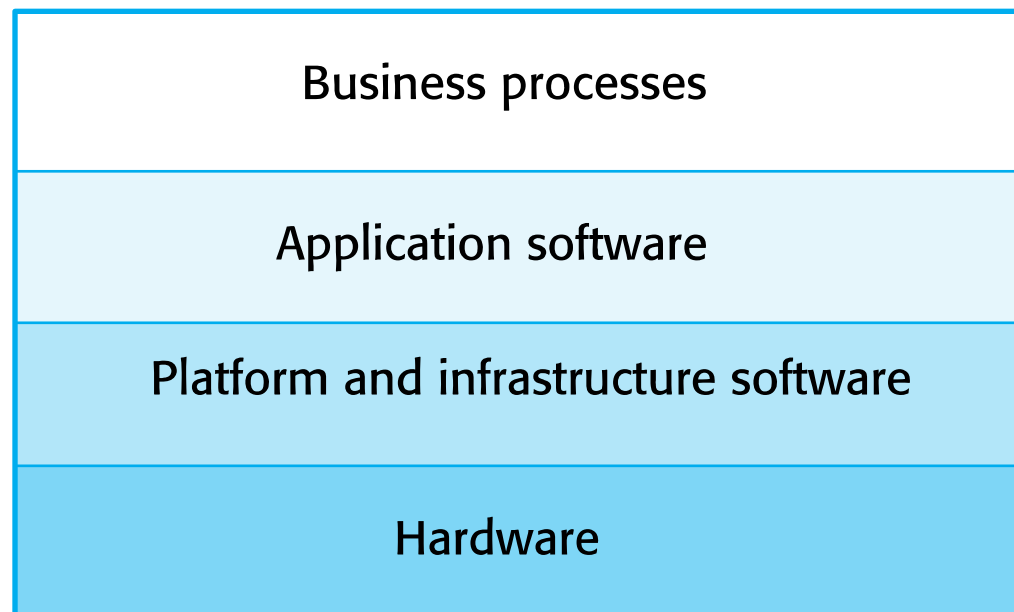 Business processes
Application software
Platform and infrastructure software
Hardware